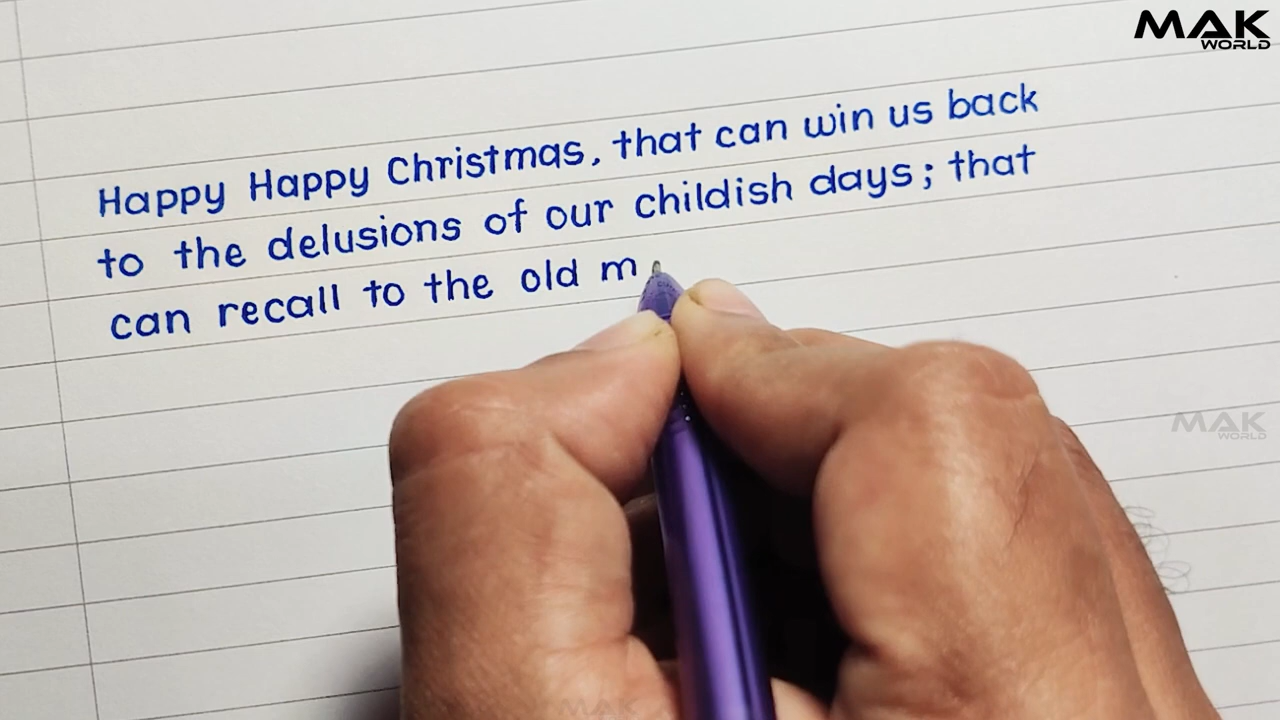 MAK
WORLD
Happy Happy Christmas, that can win us back
to the delusions of our childish days; that
can recall to the old m
MAK
WORLD
MAK